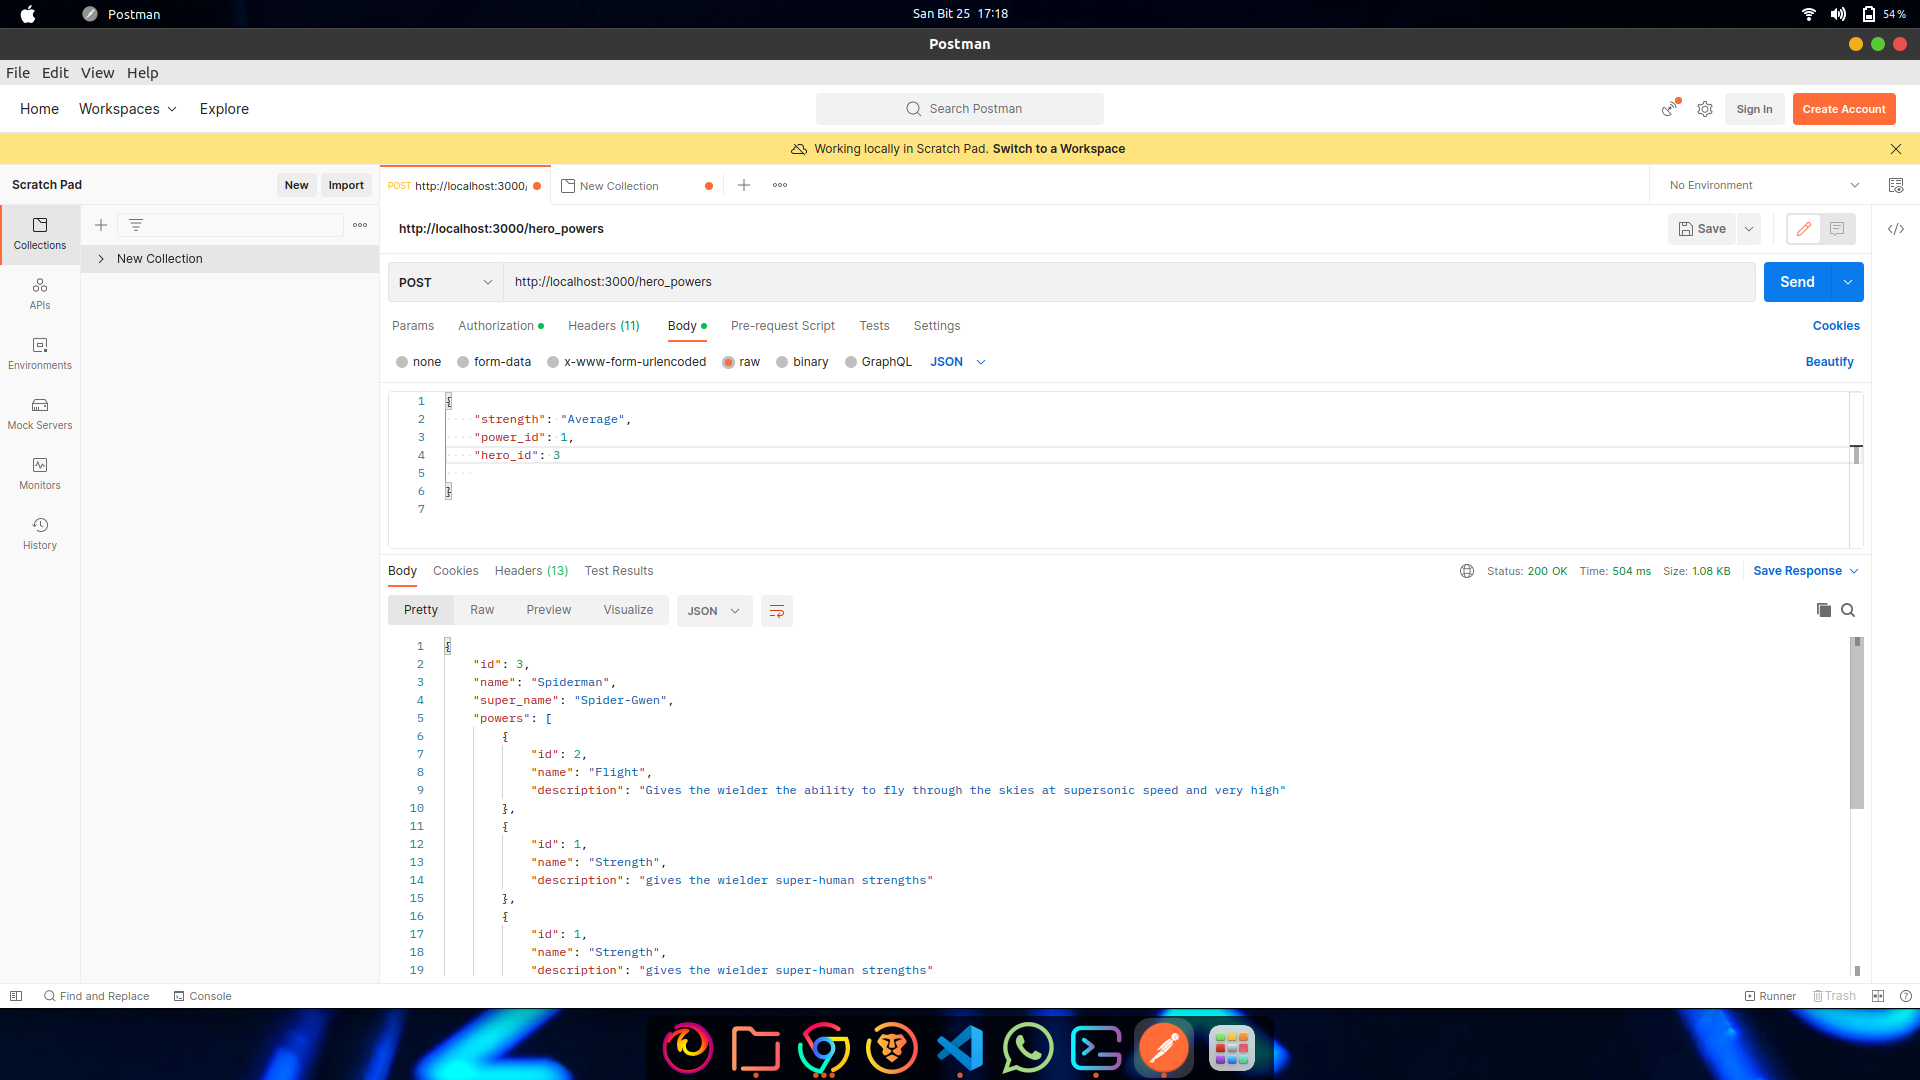 Postman
San Bit 25 17:18
54 %
Postman
File Edit View Help
Home Workspaces Explore
Search Postman
Sign In
Create Account
Working locally in Scratch Pad. Switch to a Workspace
Scratch Pad
New Import
POST http://localhost:3000/
New Collection
No Environment
Collections
New Collection
APIs
Environments
Mock Servers
Monitors
History
http://localhost:3000/hero_powers
Save
</>
POST http://localhost:3000/hero_powers
Send
Params Authorization Headers (11) Body Pre-request Script Tests Settings
Cookies
none form-data x-www-form-urlencoded raw binary GraphQL JSON
Beautify
1 {
2 "strength": "Average",
3 "power_id": 1,
4 "hero_id": 3
5
6 }
7
Body Cookies Headers (13) Test Results
Status: 200 OK Time: 504 ms Size: 1.08 KB Save Response
Pretty Raw Preview Visualize JSON
1 {
2 "id": 3,
3 "name": "Spiderman",
4 "super_name": "Spider-Gwen",
5 "powers": [
6 {
7 "id": 2,
8 "name": "Flight",
9 "description": "Gives the wielder the ability to fly through the skies at supersonic speed and very high"
10 },
11 {
12 "id": 1,
13 "name": "Strength",
14 "description": "gives the wielder super-human strengths"
15 },
16 {
17 "id": 1,
18 "name": "Strength",
19 "description": "gives the wielder super-human strengths"
Find and Replace Console
Runner Trash